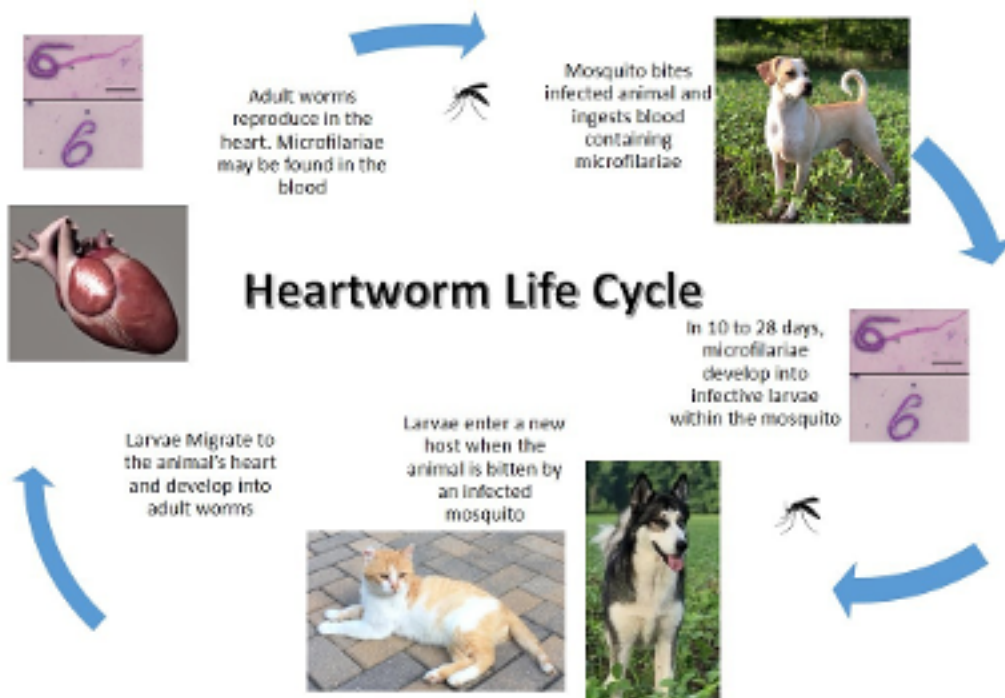 Adult worms
reproduce in the
heart. Microfilariae
may be found in the
blood
Mosquito bites
infected animal and
ingests blood
containing
microfilariae
Heartworm Life Cycle
In 10 to 28 days,
microfilariae
develop into
infective larvae
within the mosquito
Larvae enter a new
host when the
animal is bitten by
an infected
mosquito
Larvae Migrate to
the animal's heart
and develop into
adult worms